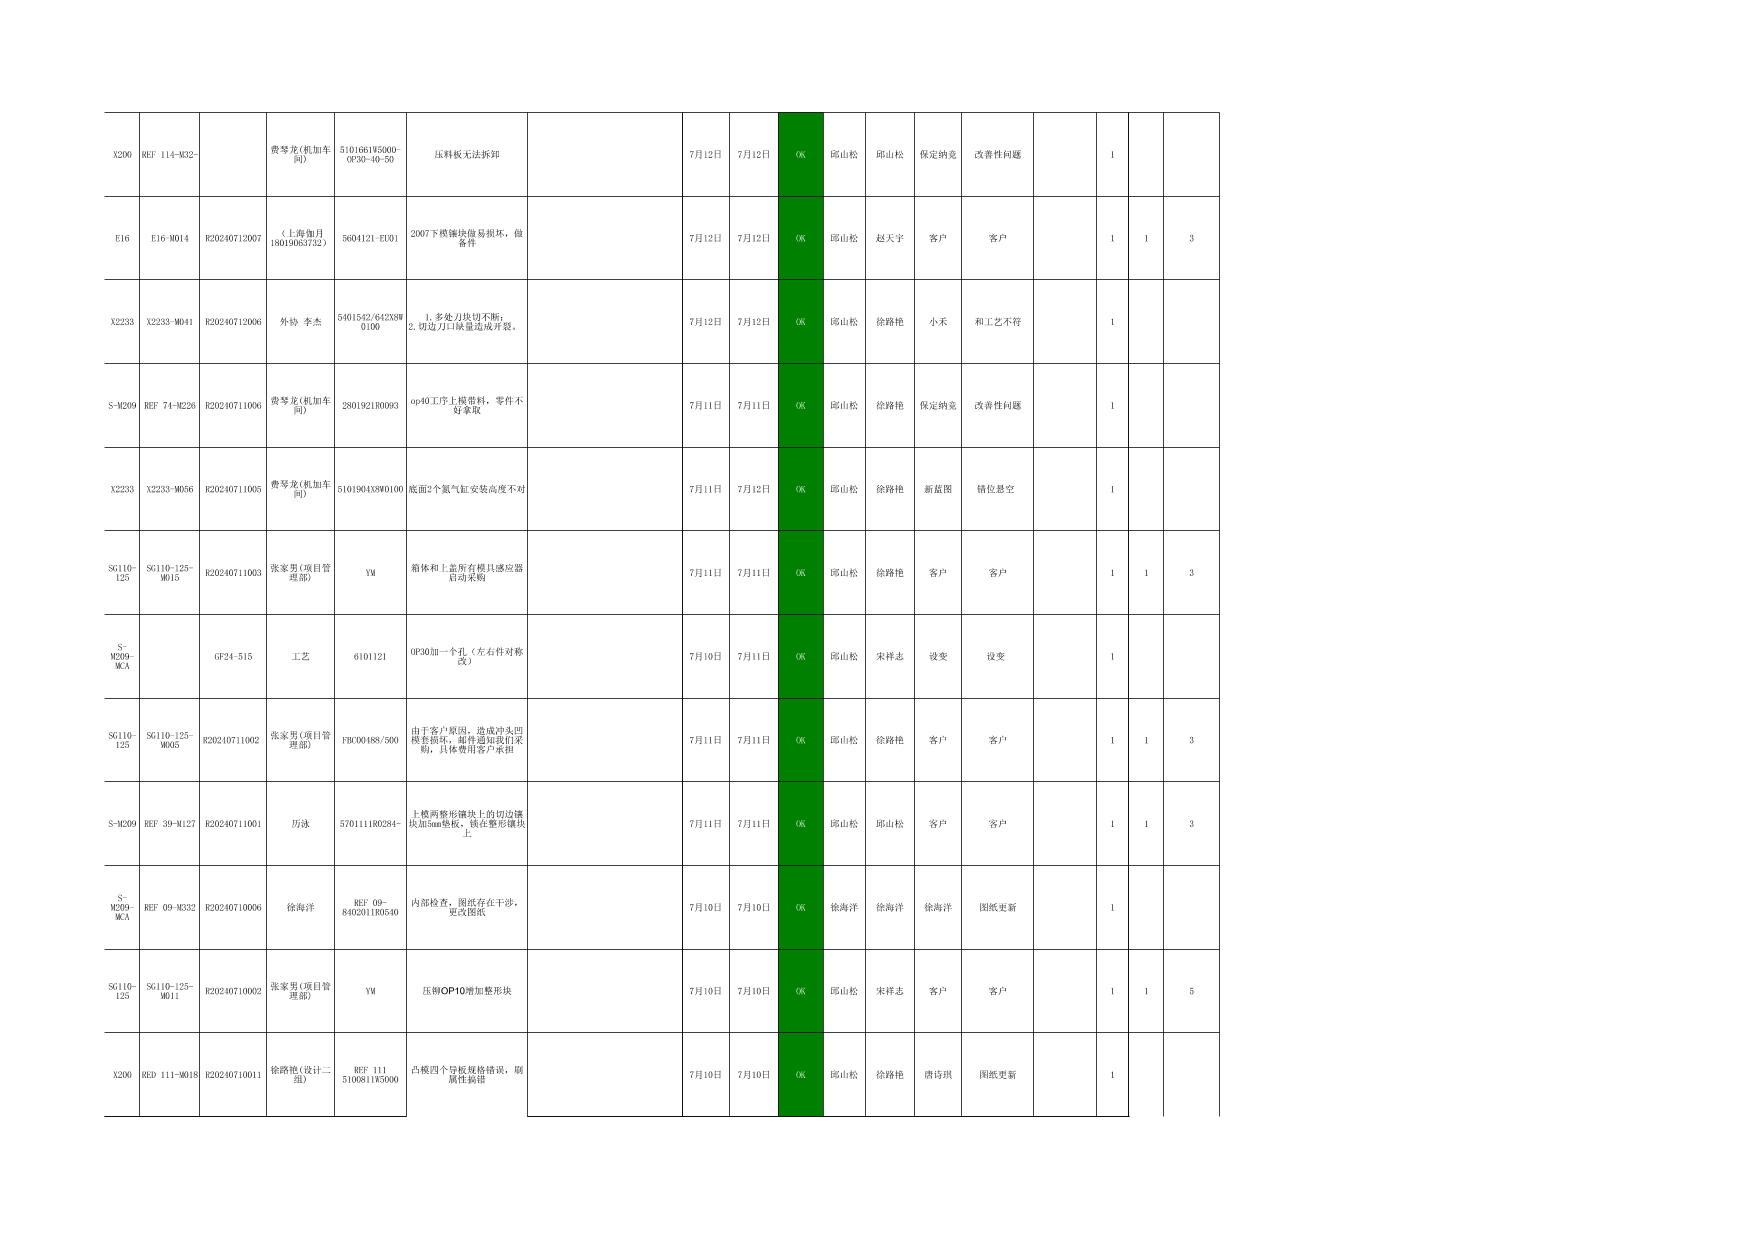 X200 REF 114-M32- 费琴龙(机加车间) 5101661W5000-OP30-40-50 压料板无法拆卸 7月12日 7月12日 OK 邱山松 邱山松 保定纳竞 改善性问题 1
E16 E16-M014 R20240712007 （上海伽月18019063732） 5604121-EU01 2007下模镶块做易损坏，做备件 7月12日 7月12日 OK 邱山松 赵天宇 客户 客户 1 1 3
X2233 X2233-M041 R20240712006 外协 李杰 5401542/642X8W0100 1.多处刀块切不断；2.切边刀口缺量造成开裂。 7月12日 7月12日 OK 邱山松 徐路艳 小禾 和工艺不符 1
S-M209 REF 74-M226 R20240711006 费琴龙(机加车间) 2801921R0093 op40工序上模带料，零件不好拿取 7月11日 7月11日 OK 邱山松 徐路艳 保定纳竞 改善性问题 1
X2233 X2233-M056 R20240711005 费琴龙(机加车间) 5101904X8W0100 底面2个氮气缸安装高度不对 7月11日 7月12日 OK 邱山松 徐路艳 新蓝图 错位悬空 1
SG110-125 SG110-125-M015 R20240711003 张家男(项目管理部) YM 箱体和上盖所有模具感应器启动采购 7月11日 7月11日 OK 邱山松 徐路艳 客户 客户 1 1 3
S-M209-MCA GF24-515 工艺 6101121 OP30加一个孔（左右件对称改） 7月10日 7月11日 OK 邱山松 宋祥志 设变 设变 1
SG110-125 SG110-125-M005 R20240711002 张家男(项目管理部) FBC00488/500 由于客户原因，造成冲头凹模套损坏，邮件通知我们采购，具体费用客户承担 7月11日 7月11日 OK 邱山松 徐路艳 客户 客户 1 1 3
S-M209 REF 39-M127 R20240711001 历泳 5701111R0284- 上模两整形镶块上的切边镶块加5mm垫板，锁在整形镶块上 7月11日 7月11日 OK 邱山松 邱山松 客户 客户 1 1 3
S-M209-MCA REF 09-M332 R20240710006 徐海洋 REF 09-8402011R0540 内部检查，图纸存在干涉，更改图纸 7月10日 7月10日 OK 徐海洋 徐海洋 徐海洋 图纸更新 1
SG110-125 SG110-125-M011 R20240710002 张家男(项目管理部) YM 压铆OP10增加整形块 7月10日 7月10日 OK 邱山松 宋祥志 客户 客户 1 1 5
X200 RED 111-M018 R20240710011 徐路艳(设计二组) REF 111 5100811W5000 凸模四个导板规格错误，刷属性搞错 7月10日 7月10日 OK 邱山松 徐路艳 唐诗琪 图纸更新 1